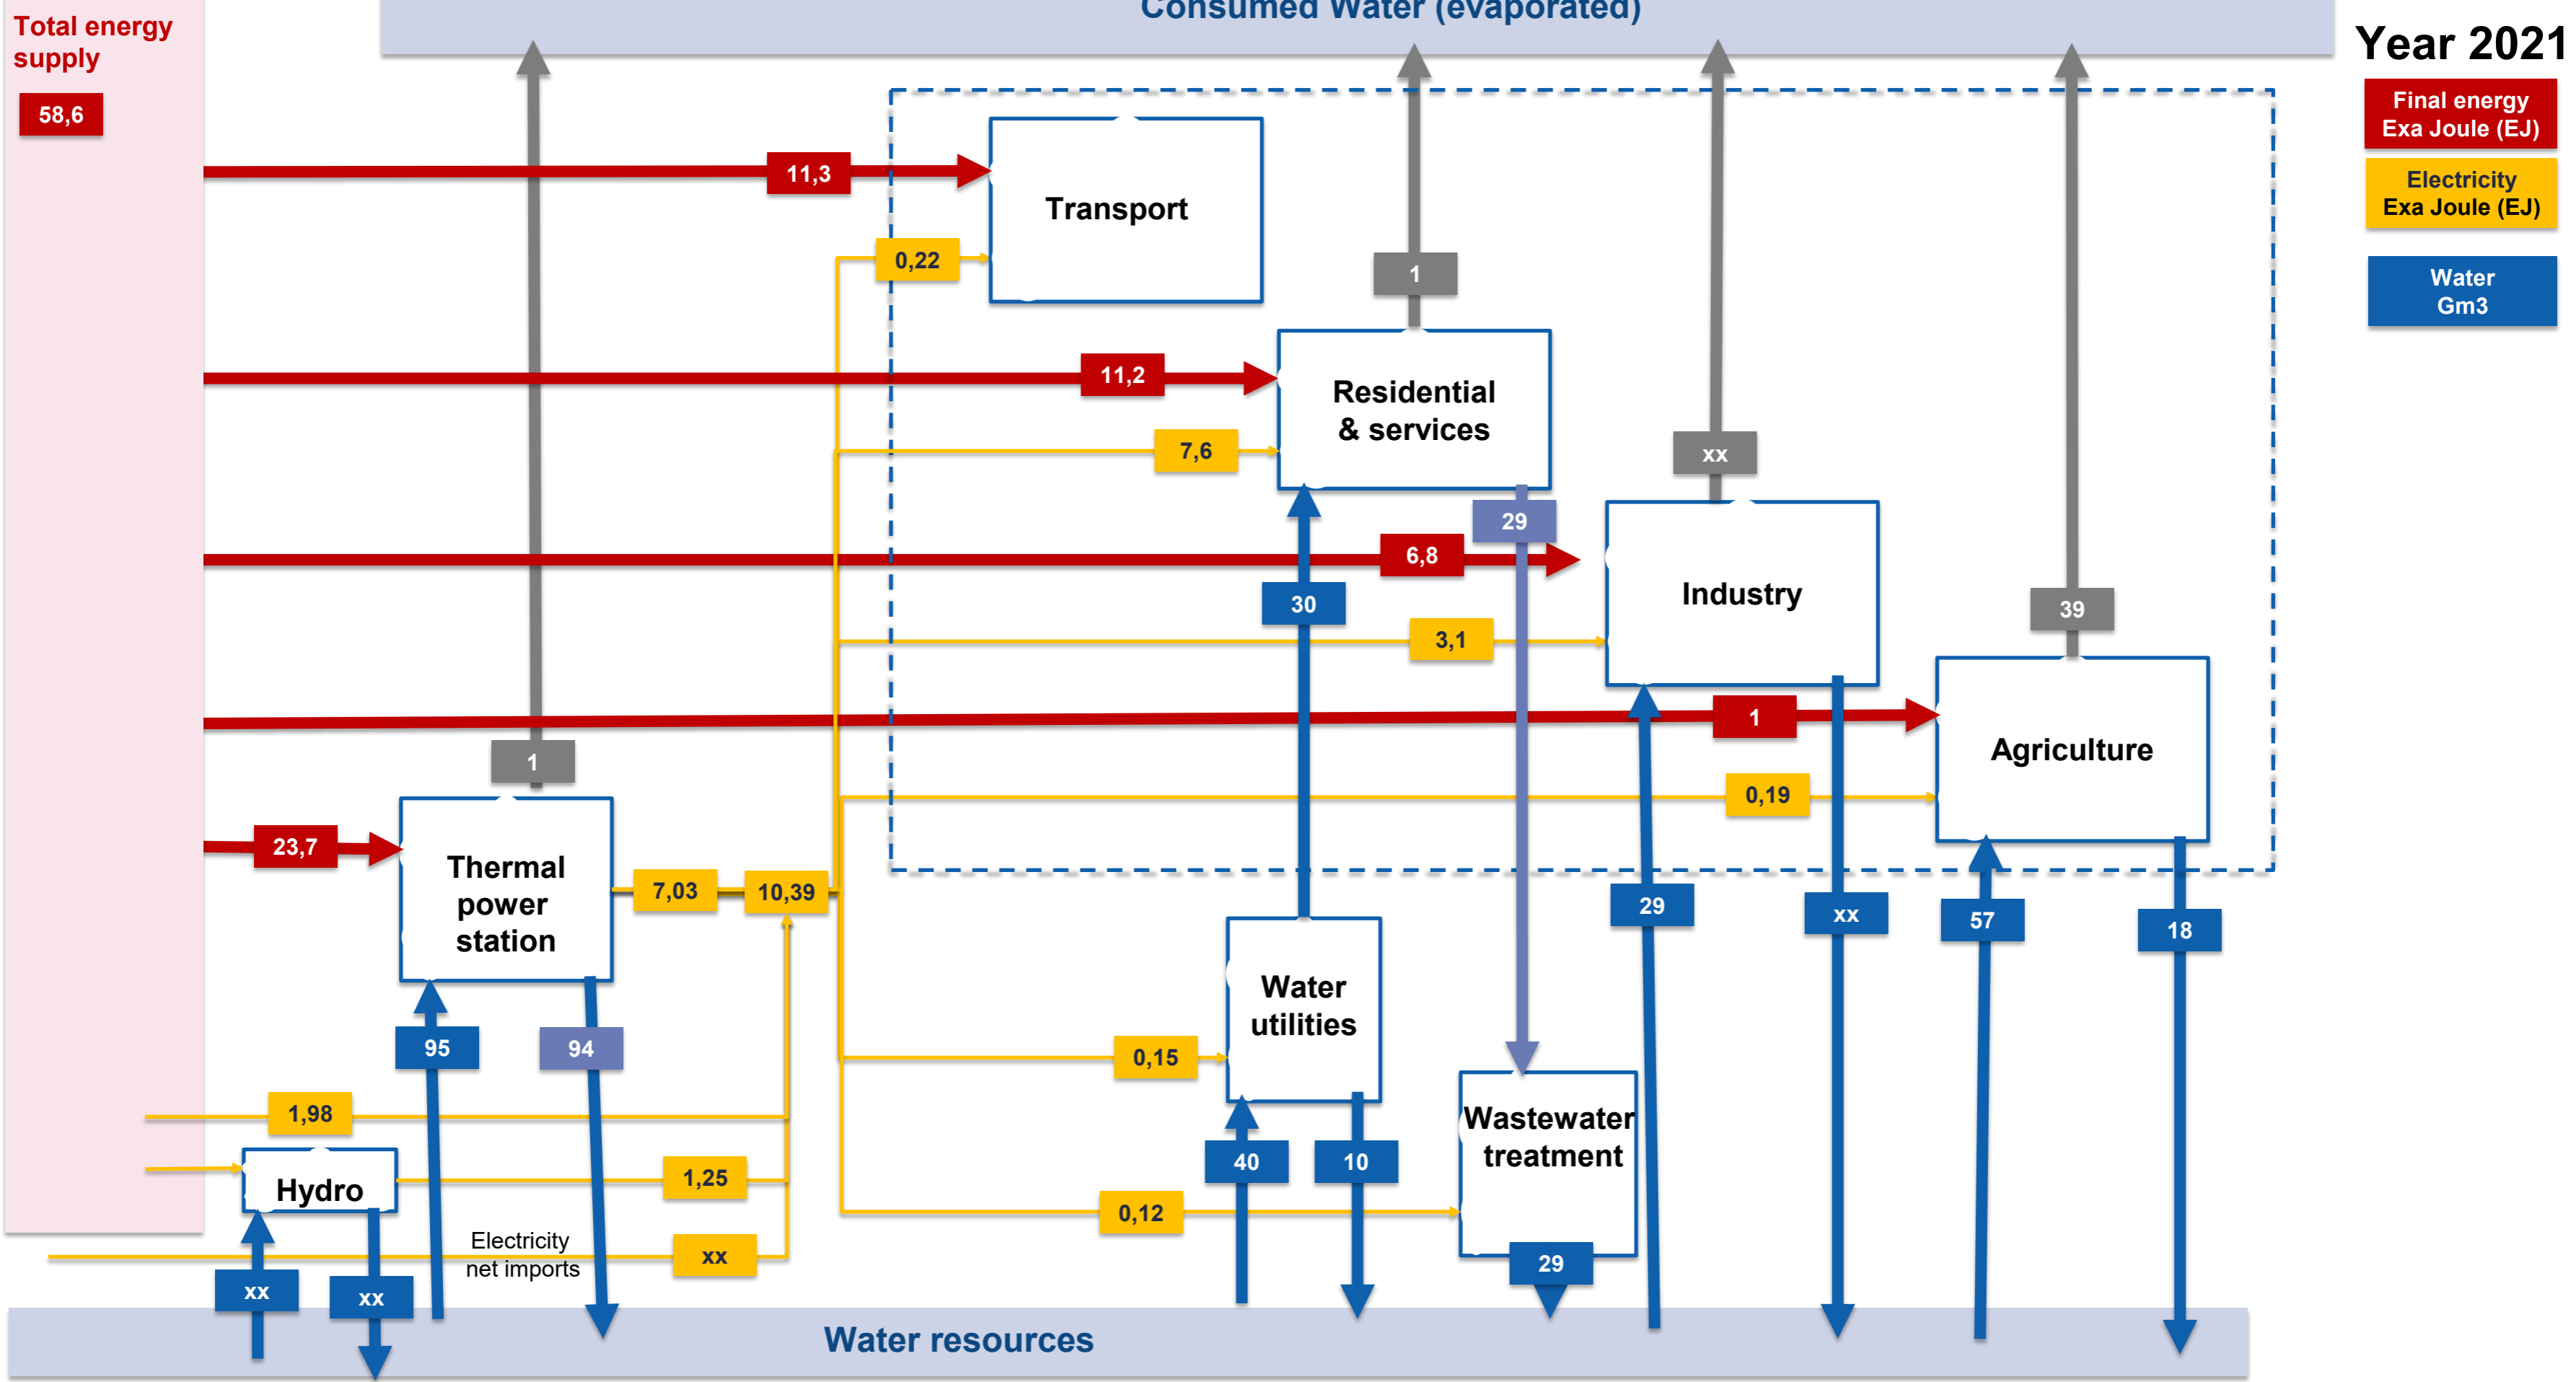 Consumed Water (evaporated)
Total energy
supply
58,6
Year 2021
Final energy
Exa Joule (EJ)
Electricity
Exa Joule (EJ)
Water
Gm3
11,3
Transport
0,22
1
11,2
Residential
& services
7,6
xx
29
6,8
30
Industry
39
3,1
1
Agriculture
1
0,19
23,7
Thermal
power
station
7,03
10,39
29
xx
57
18
Water
utilities
95
94
0,15
1,98
Wastewater
treatment
40
10
Hydro
1,25
0,12
Electricity
net imports
xx
29
xx
xx
Water resources